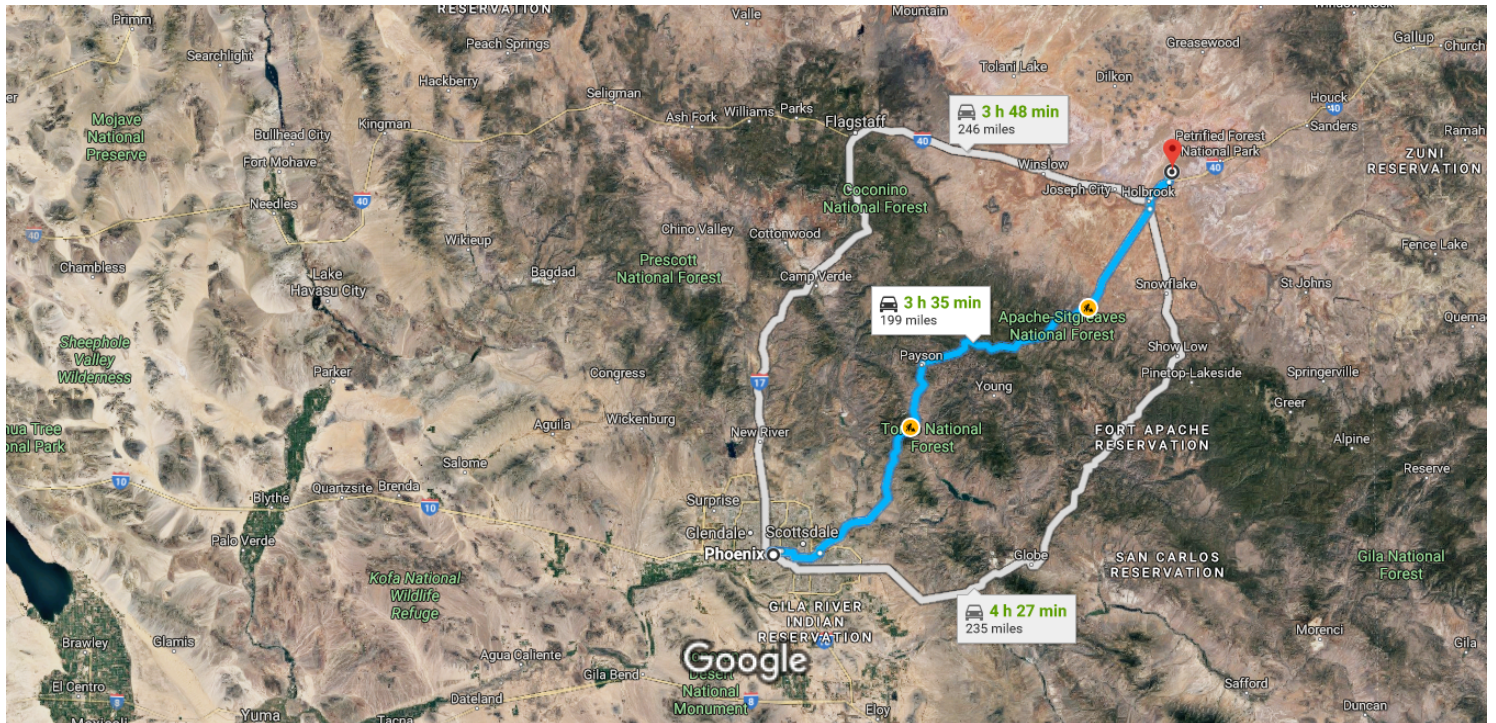 RESERVATION
Valle
Mountain
Primm
Searchlight
Peach Springs
Hackberry
Seligman
Greasewood
Gallup
Church
Tolani Lake
Dilkon
Mojave
National
Preserve
Bullhead City
Fort Mohave
Kingman
Ash Fork
Williams
Parks
Flagstaff
3 h 48 min
246 miles
40
Houck
40
Sanders
Ramah
Petrified Forest
National Park
40
ZUNI
RESERVATION
Winslow
Joseph City
Holbrook
Needles
40
40
Coconino
National Forest
Chino Valley
Cottonwood
Wikieup
Prescott
National Forest
Chambless
Lake
Havasu City
Bagdad
Camp Verde
Fence Lake
Snowflake
St Johns
3 h 35 min
199 miles
Apache-Sitgreaves
National Forest
Quema
Sheephole
Valley
Wilderness
Parker
Congress
17
Payson
Young
Show Low
Pinetop-Lakeside
Springerville
Greer
Aguila
Wickenburg
New River
National
Forest
FORT APACHE
RESERVATION
Alpine
Reserve
Tree
onal Park
Salome
10
Blythe
Quartzsite
Brenda
10
Surprise
Glendale
Scottsdale
Phoenix
Palo Verde
Kofa National
Wildlife
Refuge
Globe
SAN CARLOS
RESERVATION
Gila National
Forest
4 h 27 min
235 miles
GILA RIVER
INDIAN
RESERVATION
Brawley
Glamis
Google
Agua Caliente
Gila Bend
Desert
National
Monument
Morenci
Gila
El Centro
8
Yuma
Tacna
Dateland
8
Eloy
Safford
Duncan